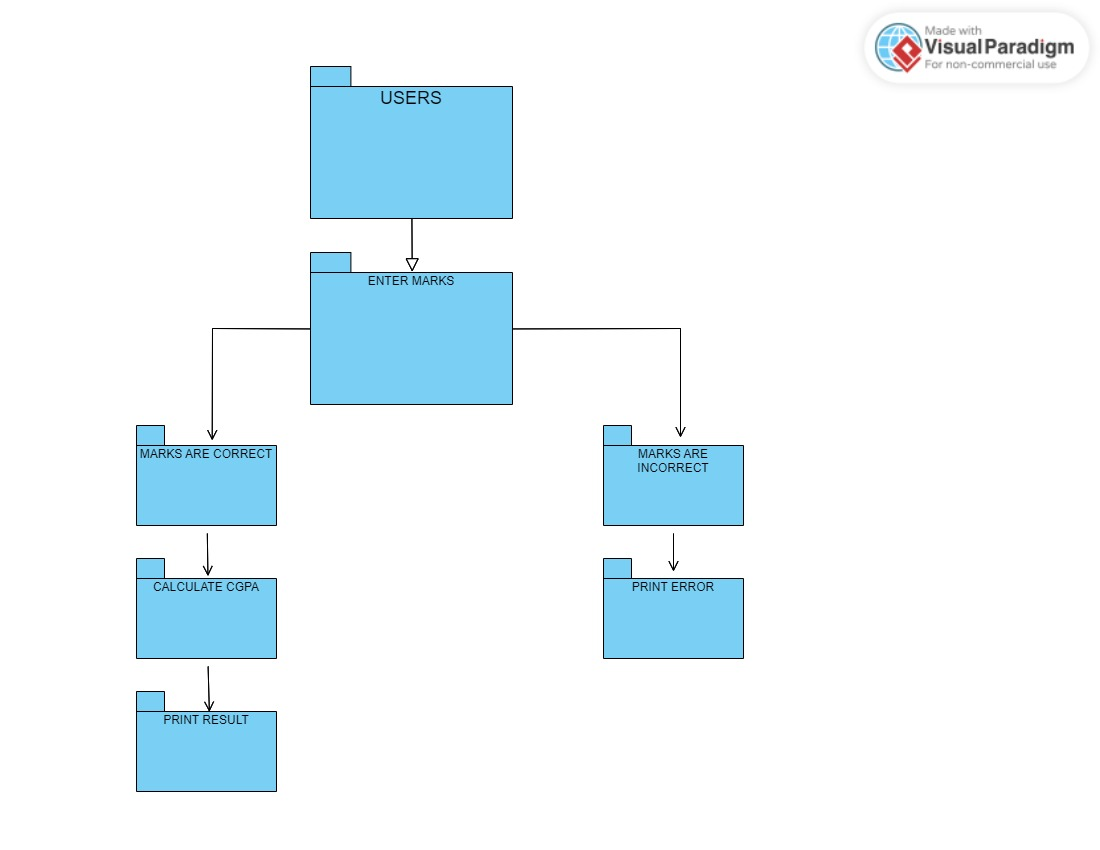 Made with
Visual Paradigm
For non-commercial use
USERS
ENTER MARKS
MARKS ARE CORRECT
MARKS ARE
INCORRECT
CALCULATE CGPA
PRINT ERROR
PRINT RESULT